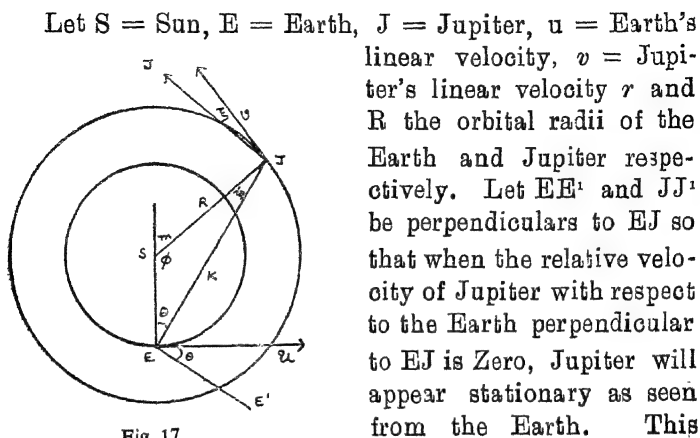 Let S = Sun, E = Earth, J = Jupiter, u = Earth's
linear velocity, v = Jupi-
ter's linear velocity r and
R the orbital radii of the
Earth and Jupiter respe-
ctively. Let EE¹ and JJ¹
be perpendiculars to EJ so
that when the relative velo-
city of Jupiter with respect
to the Earth perpendicular
to EJ is Zero, Jupiter will
appear stationary as seen
from the Earth. This
J
v
J
R
m
S
φ
K
θ
E
θ
u
E'
Fig. 17